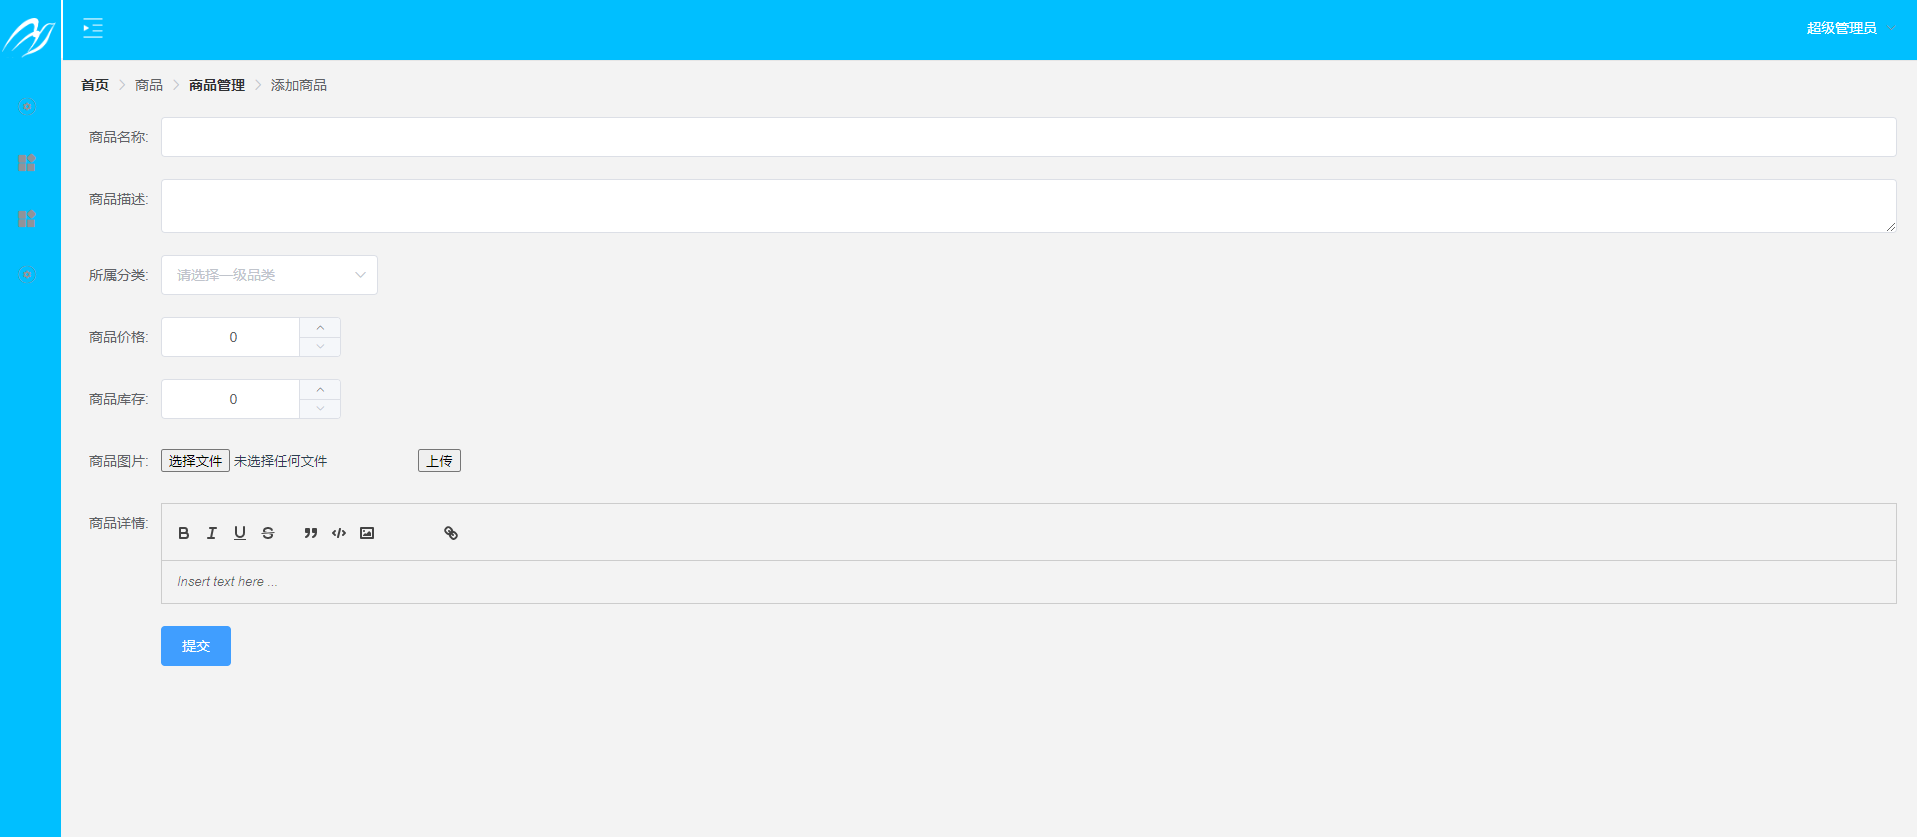 超级管理员
首页 商品 商品管理 添加商品
商品名称:
商品描述:
所属分类: 请选择一级品类
商品价格: 0
商品库存: 0
商品图片: 选择文件 未选择任何文件 上传
商品详情: B I U S
Insert text here ...
提交